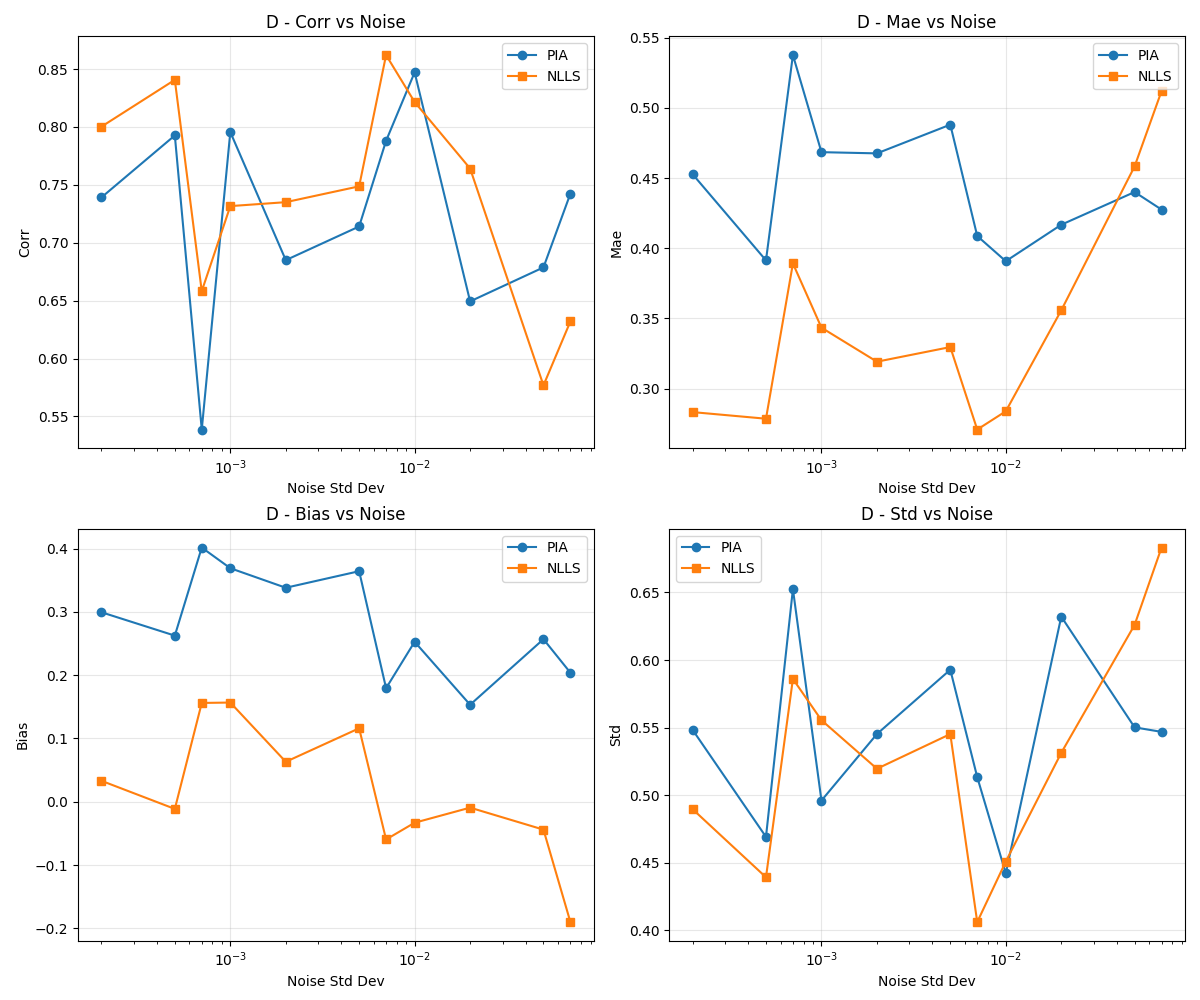 D - Corr vs Noise
Corr
0.85
0.80
0.75
0.70
0.65
0.60
0.55
PIA
NLLS
10⁻³
10⁻²
Noise Std Dev
D - Mae vs Noise
Mae
0.55
0.50
0.45
0.40
0.35
0.30
PIA
NLLS
10⁻³
10⁻²
Noise Std Dev
D - Bias vs Noise
Bias
0.4
0.3
0.2
0.1
0.0
−0.1
−0.2
PIA
NLLS
10⁻³
10⁻²
Noise Std Dev
D - Std vs Noise
Std
0.65
0.60
0.55
0.50
0.45
0.40
PIA
NLLS
10⁻³
10⁻²
Noise Std Dev